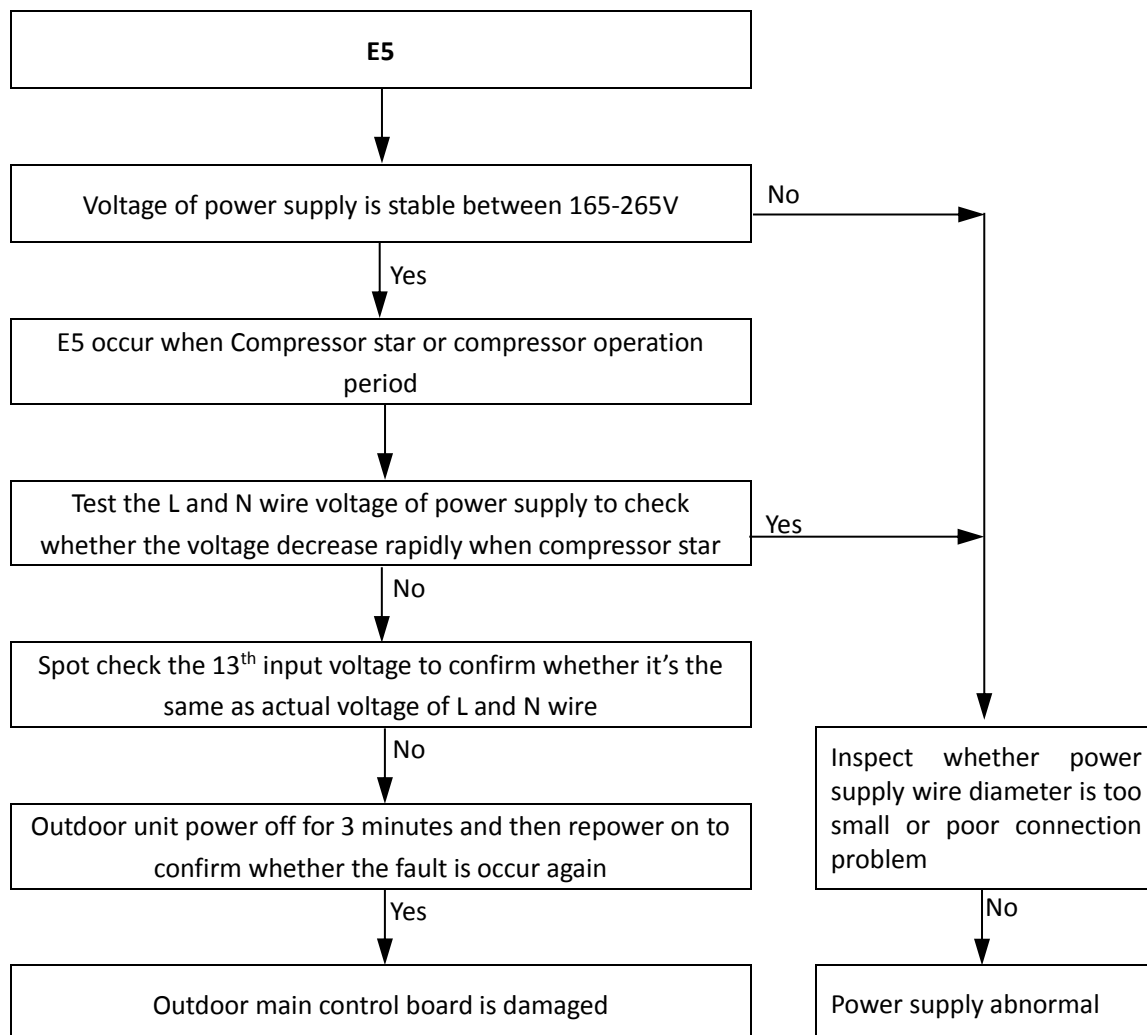 E5
Voltage of power supply is stable between 165-265V
No
Yes
E5 occur when Compressor star or compressor operation
period
Test the L and N wire voltage of power supply to check
whether the voltage decrease rapidly when compressor star
Yes
No
Spot check the 13th input voltage to confirm whether it’s the
same as actual voltage of L and N wire
No
Outdoor unit power off for 3 minutes and then repower on to
confirm whether the fault is occur again
Yes
Outdoor main control board is damaged
Inspect whether power
supply wire diameter is too
small or poor connection
problem
No
Power supply abnormal